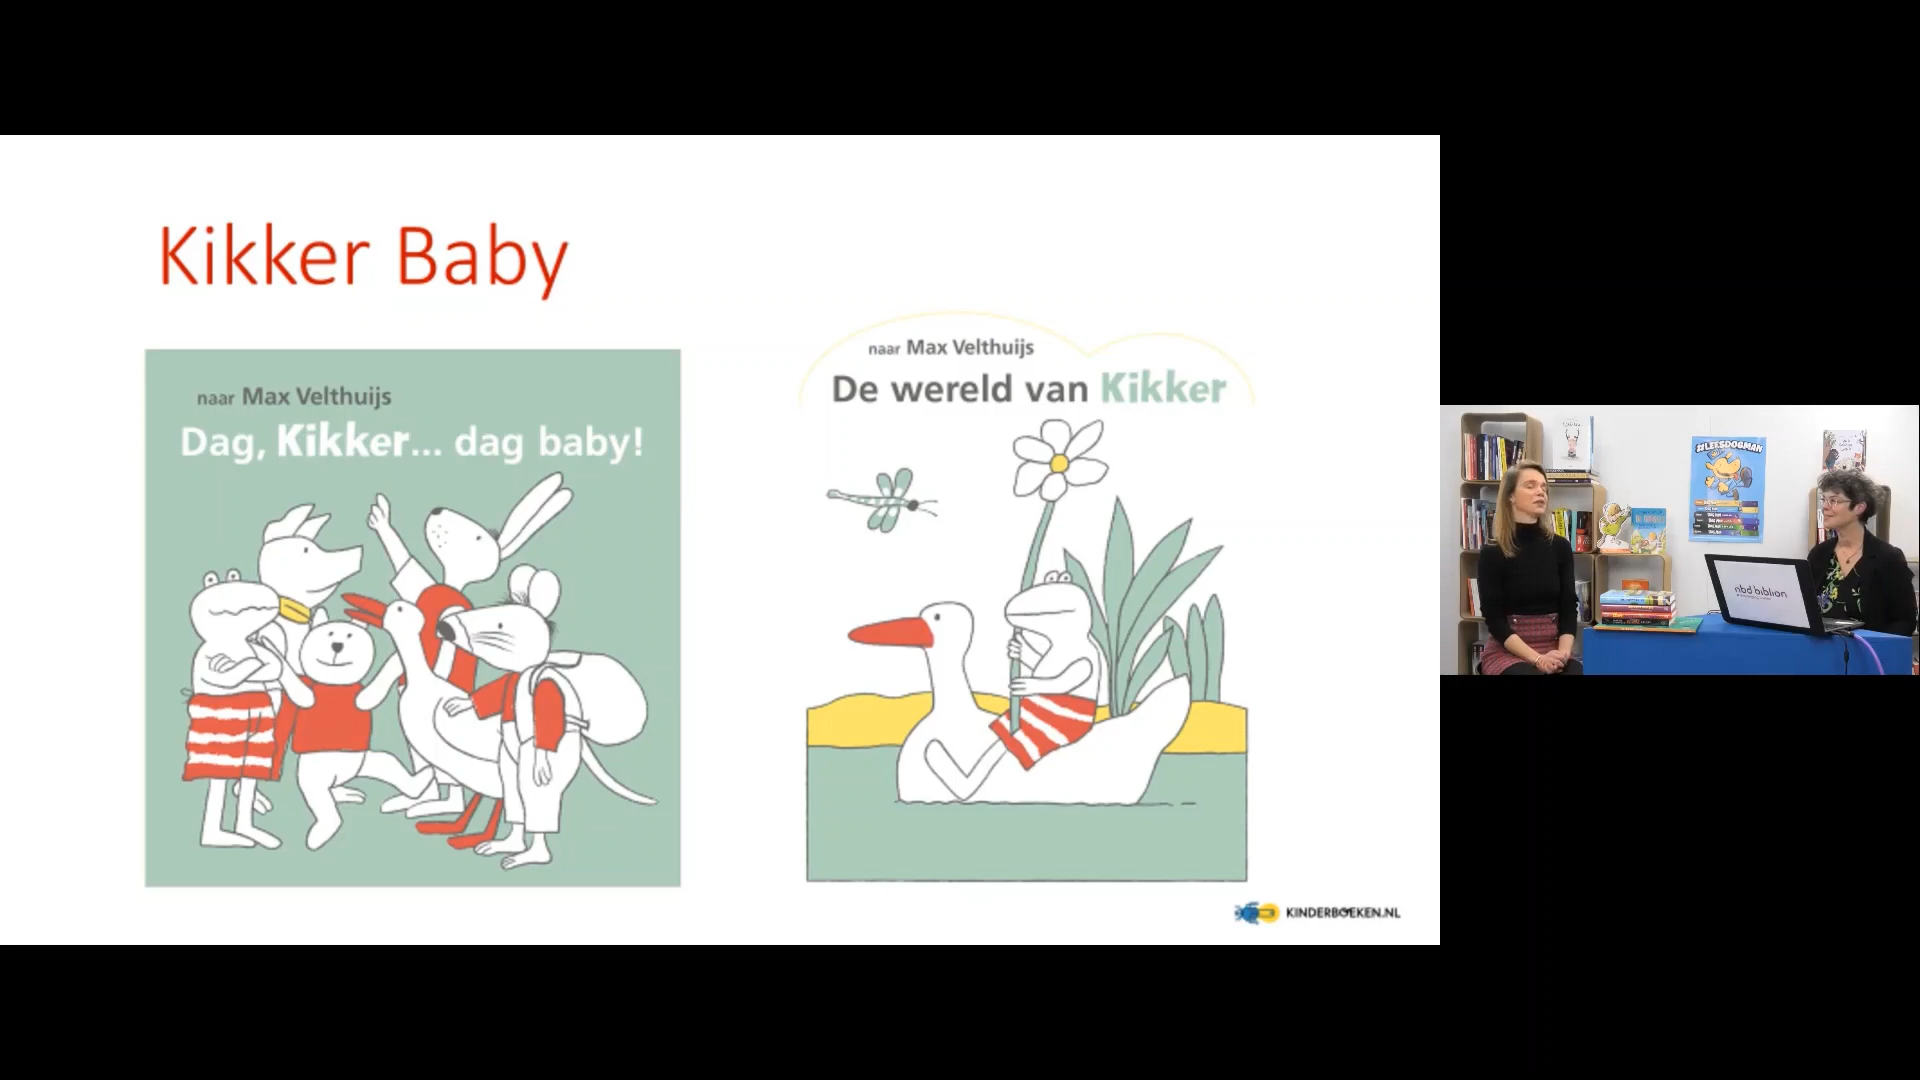 Kikker Baby
naar Max Velthuijs
Dag, Kikker... dag baby!
naar Max Velthuijs
De wereld van Kikker
KINDERBOEKEN.NL
#LEESDOGMAN
nbd biblion